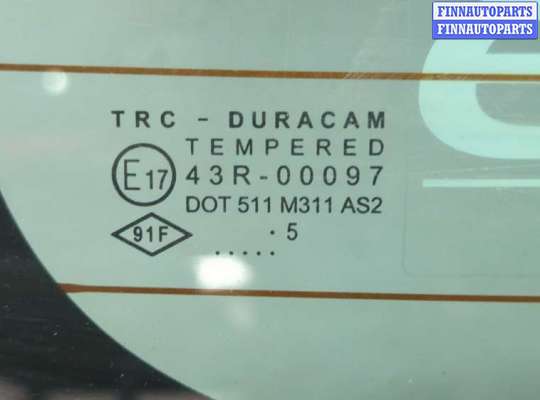 FINNAUTOPARTS
FINNAUTOPARTS
TRC - DURACAM
TEMPERED
E17 43R-00097
DOT 511 M311 AS2
91F . 5
.....